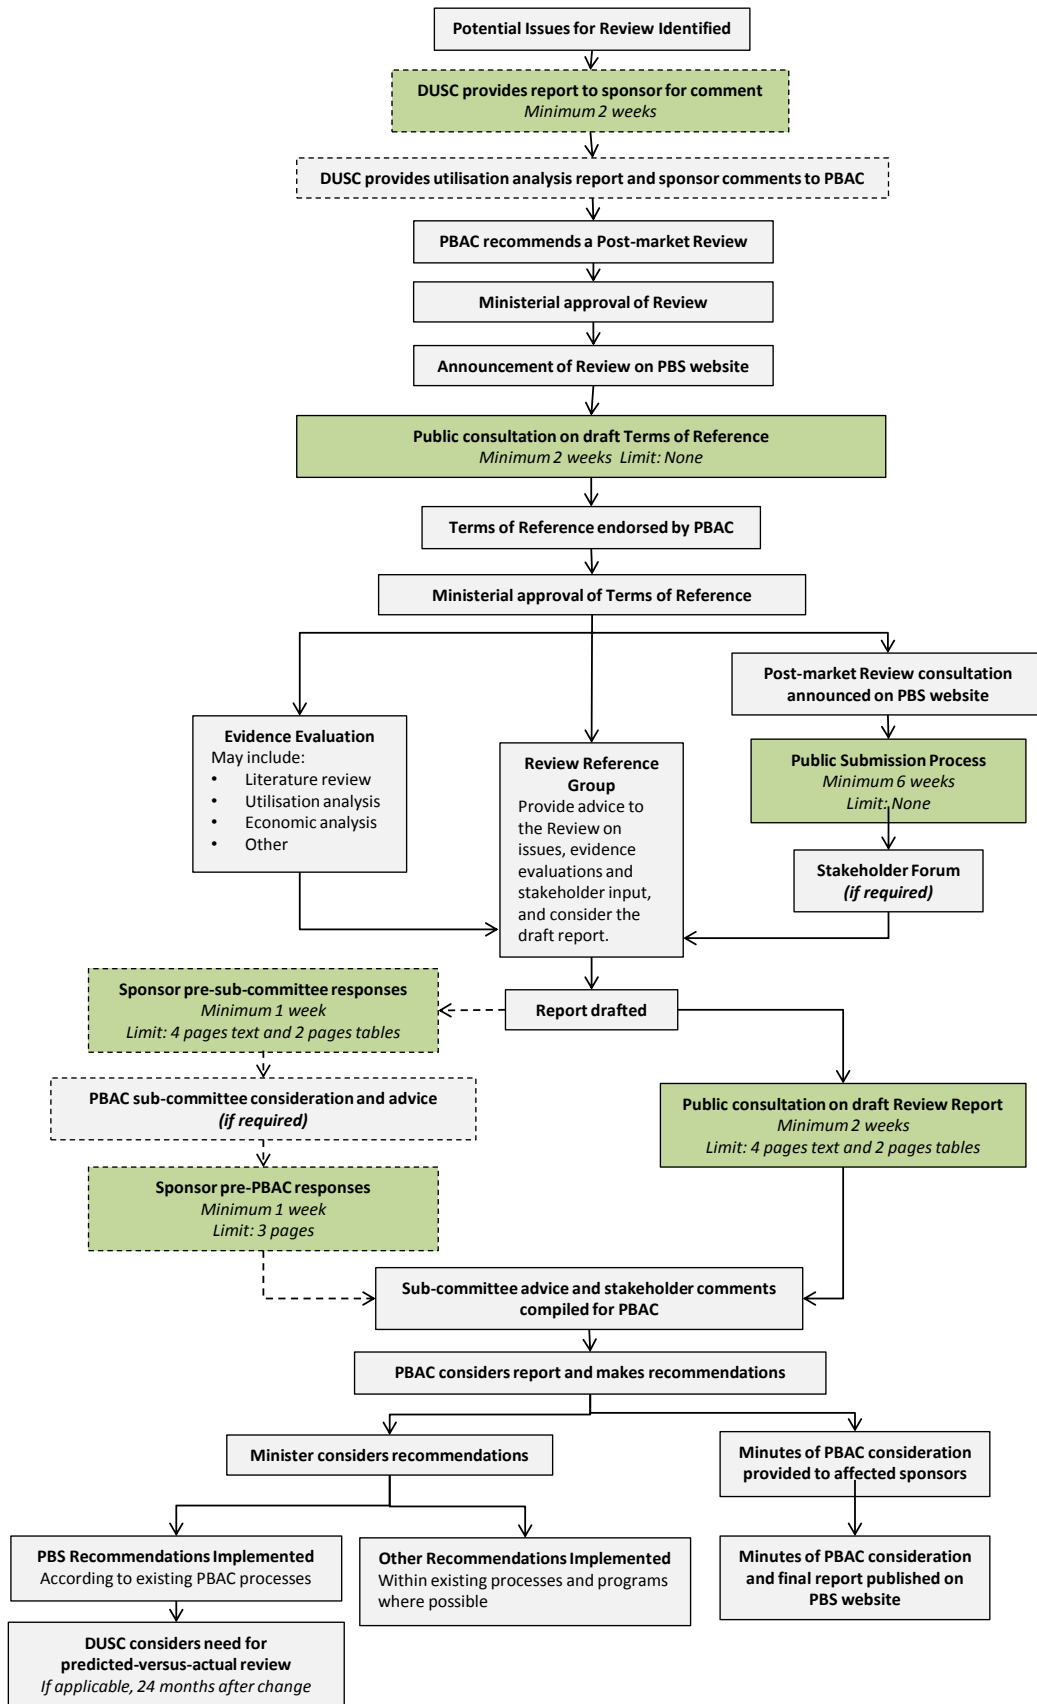 Potential Issues for Review Identified
DUSC provides report to sponsor for comment
Minimum 2 weeks
DUSC provides utilisation analysis report and sponsor comments to PBAC
PBAC recommends a Post-market Review
Ministerial approval of Review
Announcement of Review on PBS website
Public consultation on draft Terms of Reference
Minimum 2 weeks Limit: None
Terms of Reference endorsed by PBAC
Ministerial approval of Terms of Reference
Evidence Evaluation
May include:
• Literature review
• Utilisation analysis
• Economic analysis
• Other
Review Reference
Group
Provide advice to
the Review on
issues, evidence
evaluations and
stakeholder input,
and consider the
draft report.
Post-market Review consultation
announced on PBS website
Public Submission Process
Minimum 6 weeks
Limit: None
Stakeholder Forum
(if required)
Report drafted
Sponsor pre-sub-committee responses
Minimum 1 week
Limit: 4 pages text and 2 pages tables
PBAC sub-committee consideration and advice
(if required)
Sponsor pre-PBAC responses
Minimum 1 week
Limit: 3 pages
Public consultation on draft Review Report
Minimum 2 weeks
Limit: 4 pages text and 2 pages tables
Sub-committee advice and stakeholder comments
compiled for PBAC
PBAC considers report and makes recommendations
Minister considers recommendations
PBS Recommendations Implemented
According to existing PBAC processes
DUSC considers need for
predicted-versus-actual review
If applicable, 24 months after change
Other Recommendations Implemented
Within existing processes and programs
where possible
Minutes of PBAC consideration
provided to affected sponsors
Minutes of PBAC consideration
and final report published on
PBS website